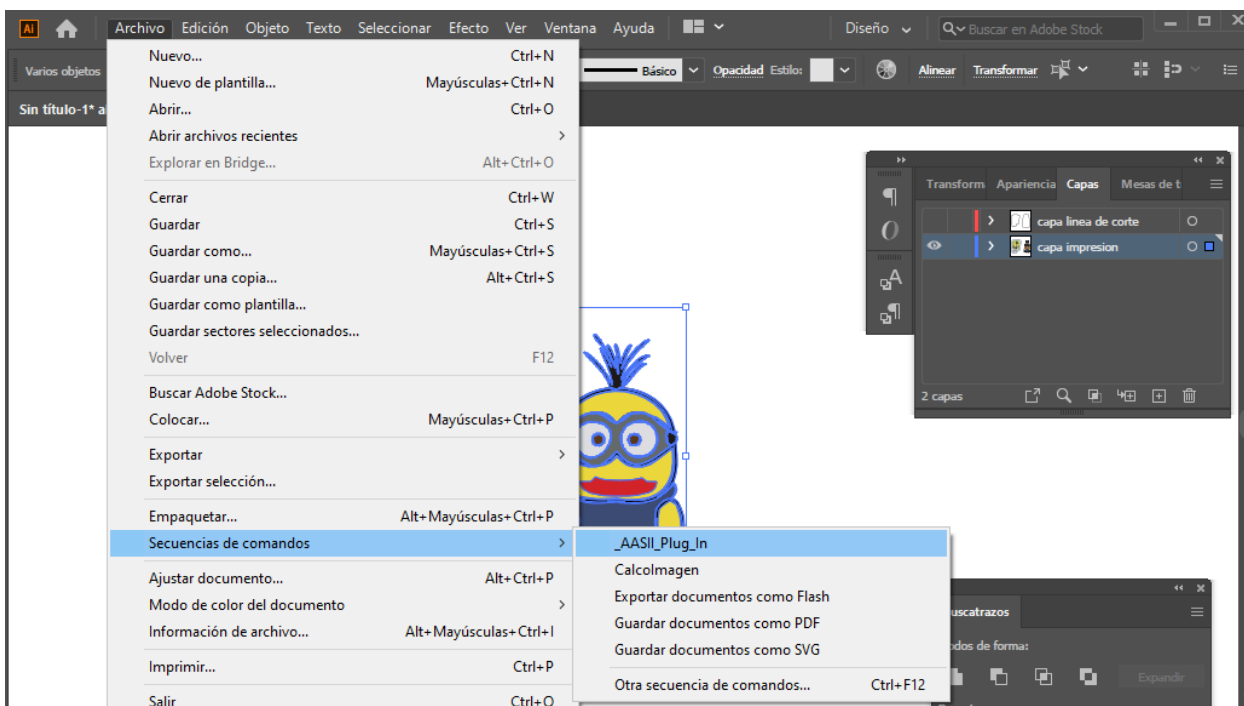 Ai Archivo Edición Objeto Texto Seleccionar Efecto Ver Ventana Ayuda Diseño Buscar en Adobe Stock
Varios objetos Básico Opacidad Estilo: Alinear Transformar
Sin título-1* al
Nuevo... Ctrl+N
Nuevo de plantilla... Mayúsculas+Ctrl+N
Abrir... Ctrl+O
Abrir archivos recientes
Explorar en Bridge... Alt+Ctrl+O
Cerrar Ctrl+W
Guardar Ctrl+S
Guardar como... Mayúsculas+Ctrl+S
Guardar una copia... Alt+Ctrl+S
Guardar como plantilla...
Guardar sectores seleccionados...
Volver F12
Buscar Adobe Stock...
Colocar... Mayúsculas+Ctrl+P
Exportar
Exportar selección...
Empaquetar... Alt+Mayúsculas+Ctrl+P
Secuencias de comandos
Ajustar documento... Alt+Ctrl+P
Modo de color del documento
Información de archivo... Alt+Mayúsculas+Ctrl+I
Imprimir... Ctrl+P
Salir Ctrl+Q
_AASII_Plug_In
CalcoImagen
Exportar documentos como Flash
Guardar documentos como PDF
Guardar documentos como SVG
Otra secuencia de comandos... Ctrl+F12
Transform Apariencia Capas Mesas de t
capa linea de corte
capa impresion
2 capas
uscatrazos
odos de forma:
Expandir